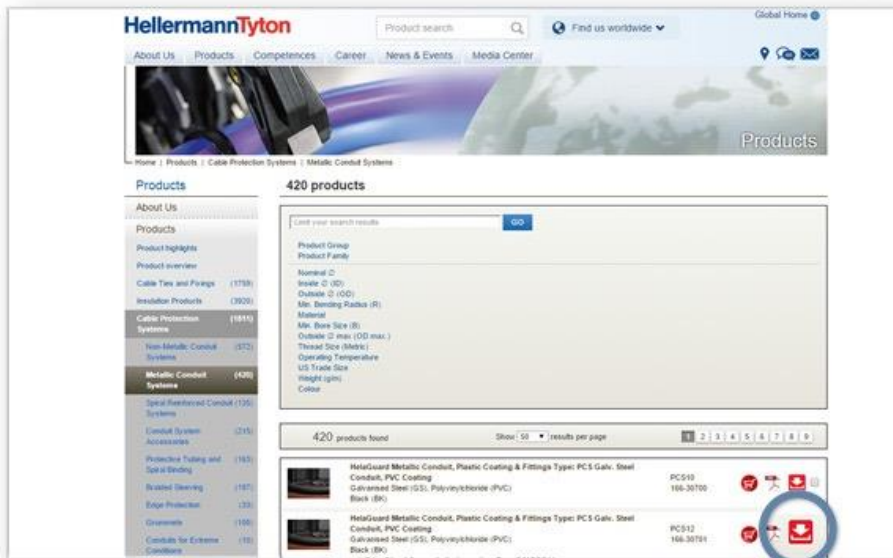 HellermannTyton
Product search
Find us worldwide
Global Home
About Us
Products
Competences
Career
News & Events
Media Center
Products
Home | Products | Cable Protection Systems | Metallic Conduit Systems
Products
About Us
Products
Product highlights
Product overview
Cable Ties and Fixings (1759)
Insulation Products (3920)
Cable Protection (1811)
Systems
Non-Metallic Conduit (572)
Systems
Metallic Conduit (420)
Systems
Spiral Reinforced Conduit (135)
Systems
Conduit System (215)
Accessories
Protective Tubing and (163)
Spiral Binding
Braided Sleeving (197)
Edge Protection
Grommets
Conduits for Extreme
Conditions
420 products
Limit your search results
GO
Product Group
Product Family
Nominal ∅
Inside ∅ (ID)
Outside ∅ (OD)
Min. Bending Radius (R)
Material
Min. Bore Size (B)
Outside ∅ max (OD max.)
Thread Size (Metric)
Operating Temperature
US Trade Size
Weight (g/m)
Colour
420 products found
Show 50 results per page
1 2 3 4 5 6 7 8 9
HelaGuard Metallic Conduit, Plastic Coating & Fittings Type: PCS Galv. Steel
Conduit, PVC Coating
Galvanised Steel (GS), Polyvinylchloride (PVC)
Black (BK)
PCS10
166-30700
HelaGuard Metallic Conduit, Plastic Coating & Fittings Type: PCS Galv. Steel
Conduit, PVC Coating
Galvanised Steel (GS), Polyvinylchloride (PVC)
Black (BK)
PCS12
166-30701